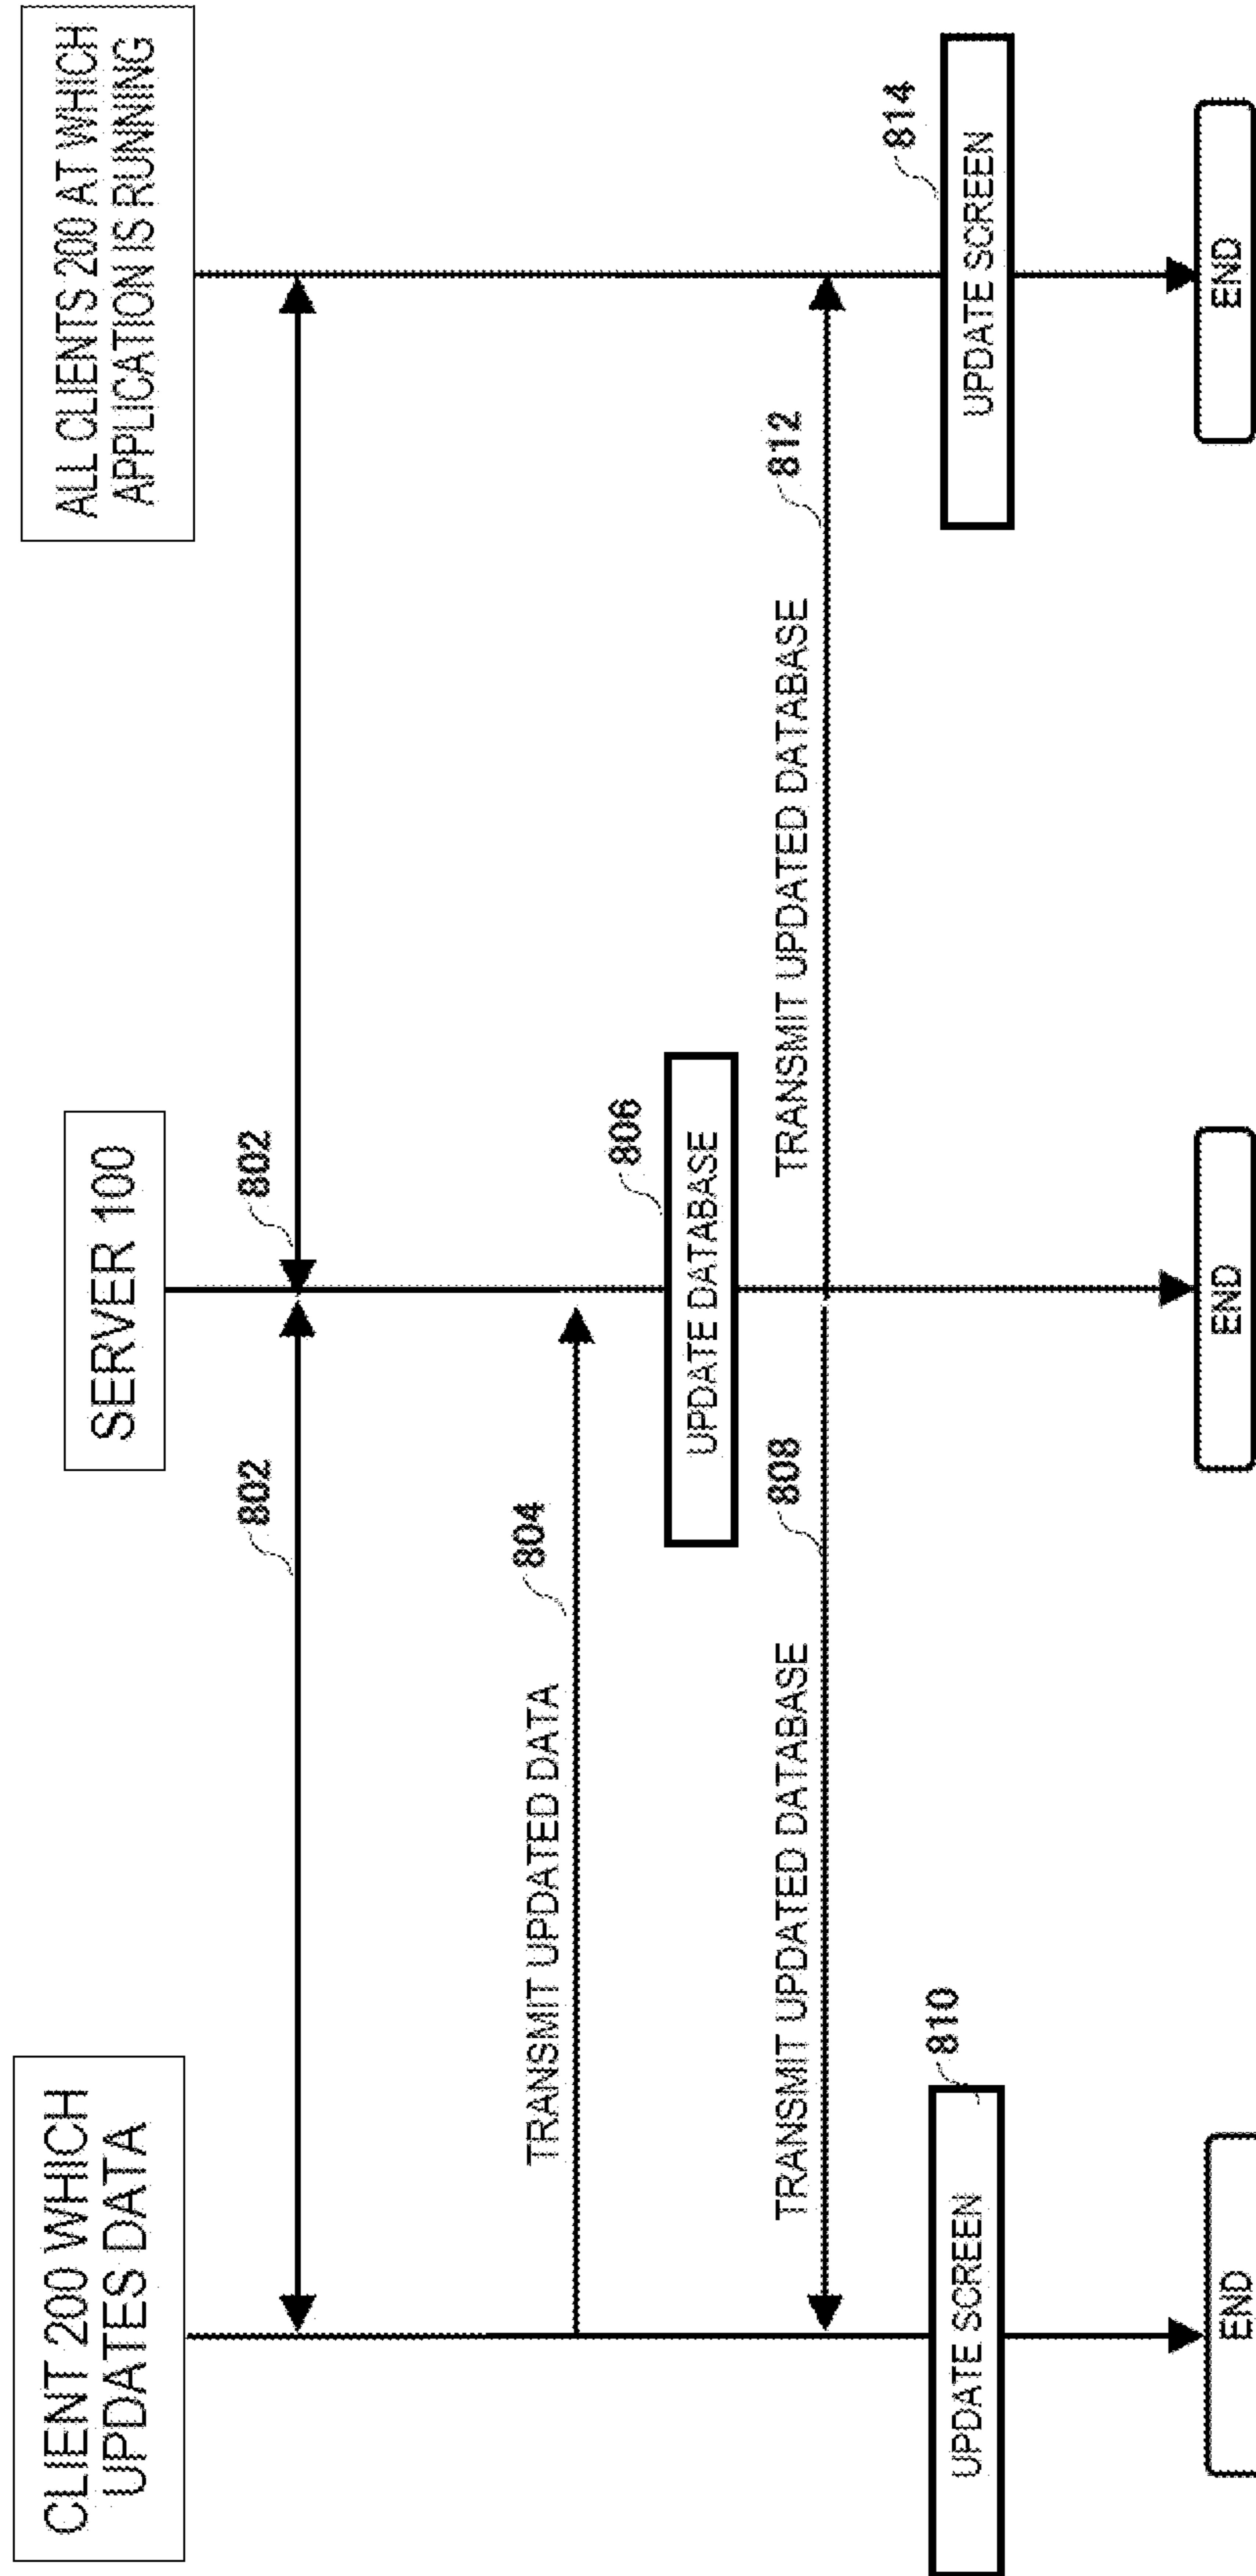 CLIENT 200 WHICH
UPDATES DATA
SERVER 100
ALL CLIENTS 200 AT WHICH
APPLICATION IS RUNNING
802
802
TRANSMIT UPDATED DATA
804
806
UPDATE DATABASE
TRANSMIT UPDATED DATABASE
808
TRANSMIT UPDATED DATABASE
812
810
UPDATE SCREEN
814
UPDATE SCREEN
END
END
END